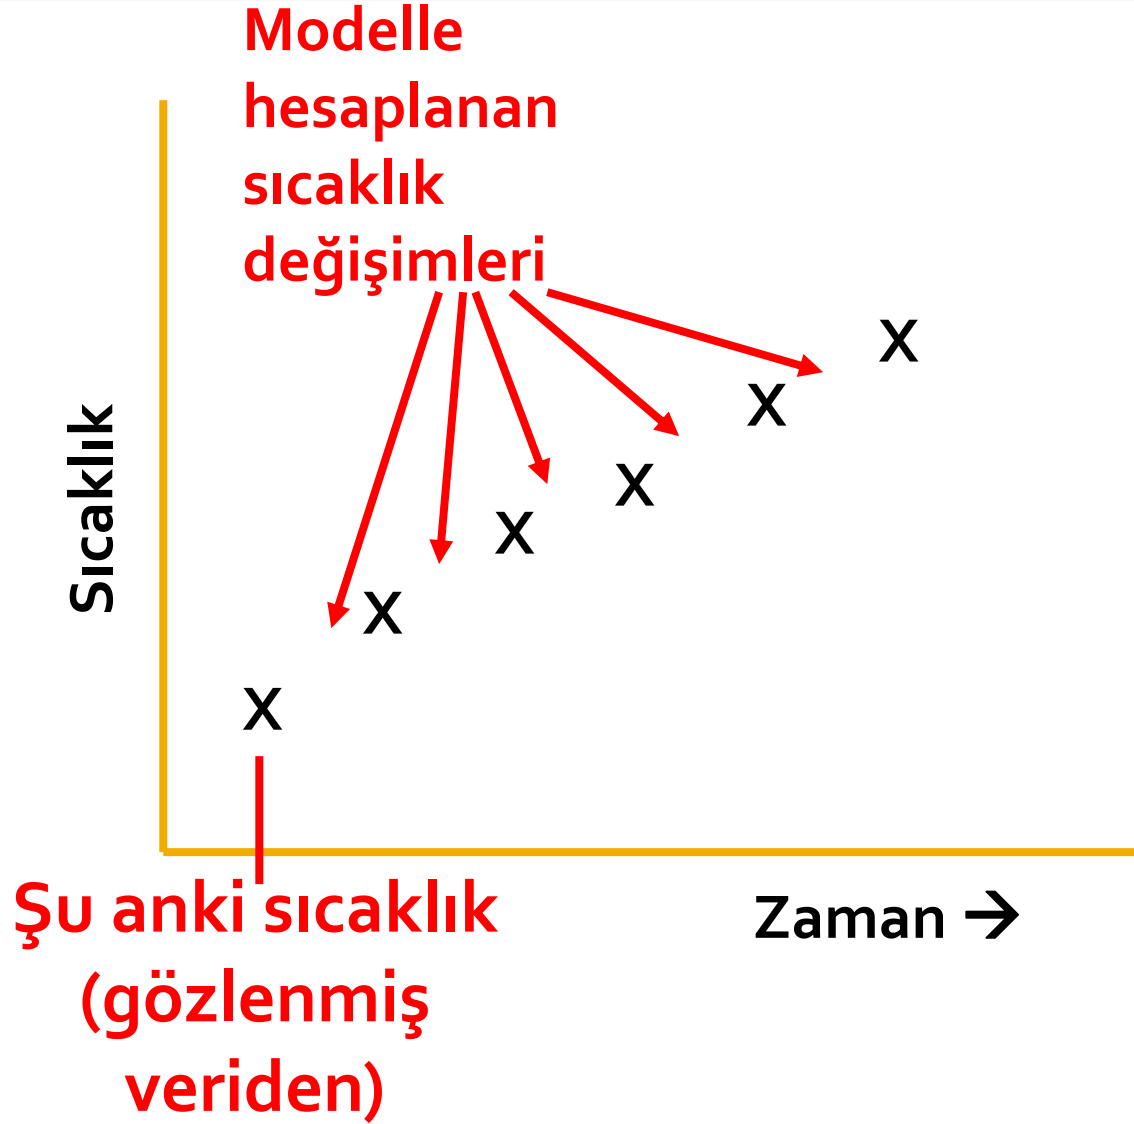 Modelle
hesaplanan
sıcaklık
değişimleri
Sıcaklık
x
x
x
x
x
x
Şu anki sıcaklık
(gözlenmiş
veriden)
Zaman →